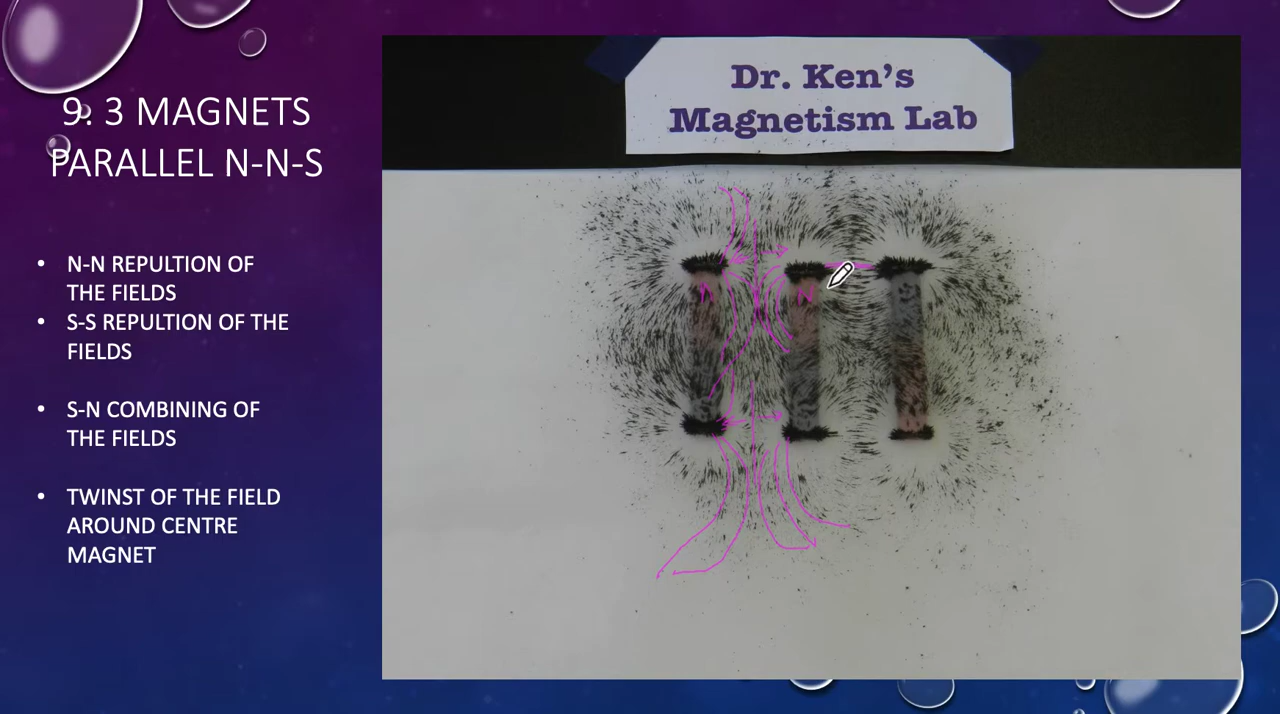 9. 3 MAGNETS
PARALLEL N-N-S
• N-N REPULTION OF
THE FIELDS
• S-S REPULTION OF THE
FIELDS
• S-N COMBINING OF
THE FIELDS
• TWINST OF THE FIELD
AROUND CENTRE
MAGNET
Dr. Ken's
Magnetism Lab
N